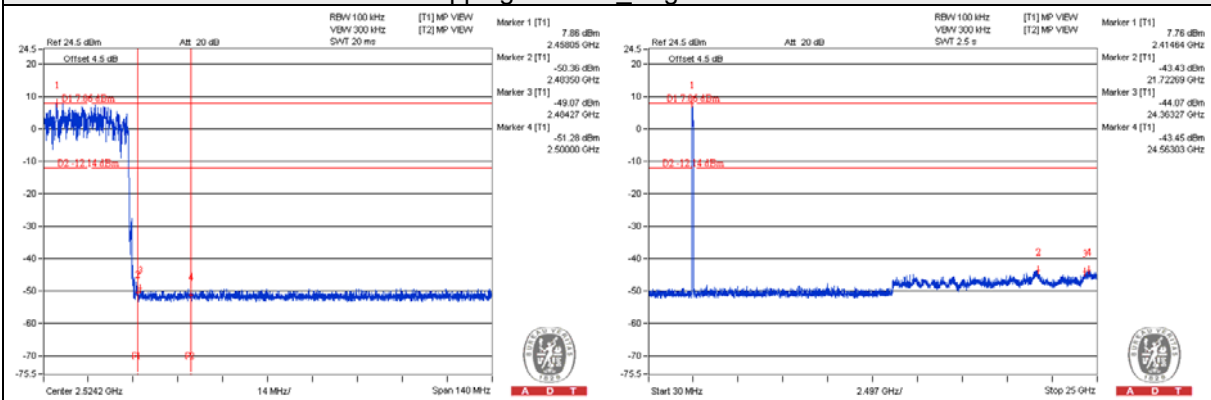 RBW 100 kHz [T1] MP VIEW
VBW 300 kHz [T2] MP VIEW
Ref 24.5 dBm Att 20 dB SWT 20 ms
Offset 4.5 dB
Marker 1 [T1]
7.86 dBm
2.45805 GHz
Marker 2 [T1]
-50.36 dBm
2.48350 GHz
Marker 3 [T1]
-49.07 dBm
2.48427 GHz
Marker 4 [T1]
-51.28 dBm
2.50000 GHz
24.5
20
10
0
-10
-20
-30
-40
-50
-60
-70
-75.5
1
D1 7.86 dBm
D2 -12.14 dBm
2
4
Center 2.5242 GHz 14 MHz/ Span 140 MHz
BUREAU VERITAS
1828
A D T
RBW 100 kHz [T1] MP VIEW
VBW 300 kHz [T2] MP VIEW
Ref 24.5 dBm Att 20 dB SWT 2.5 s
Offset 4.5 dB
Marker 1 [T1]
7.76 dBm
2.41464 GHz
Marker 2 [T1]
-43.43 dBm
21.72269 GHz
Marker 3 [T1]
-44.07 dBm
24.36327 GHz
Marker 4 [T1]
-43.45 dBm
24.56303 GHz
24.5
20
10
0
-10
-20
-30
-40
-50
-60
-70
-75.5
1
D1 7.86 dBm
D2 -12.14 dBm
2
4
Start 30 MHz 2.497 GHz/ Stop 25 GHz
BUREAU VERITAS
1828
A D T